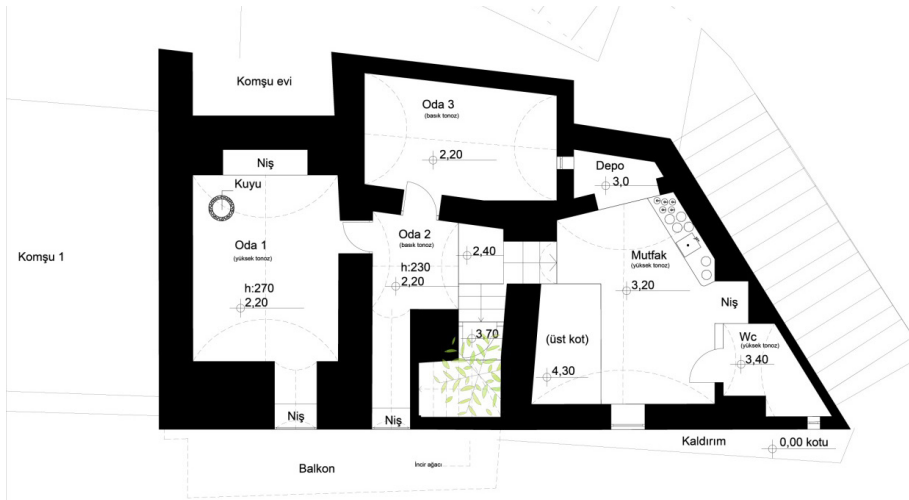 Komşu evi
Oda 3
(basık tonoz)
2,20
Niş
Depo
3,0
Kuyu
Komşu 1
Oda 1
(yüksek tonoz)
h:270
2,20
Oda 2
(basık tonoz)
h:230
2,20
2,40
Mutfak
(yüksek tonoz)
3,20
Niş
3,70
(üst kot)
4,30
Wc
(yüksek tonoz)
3,40
Niş
Niş
Kaldırım
0,00 kotu
Balkon
İncir ağacı